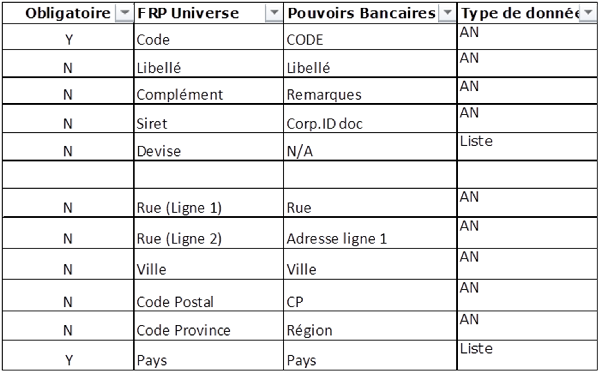 Obligatoire FRP Universe Pouvoirs Bancaires Type de donnée
Y Code CODE AN
N Libellé Libellé AN
N Complément Remarques AN
N Siret Corp.ID doc AN
N Devise N/A Liste
N Rue (Ligne 1) Rue AN
N Rue (Ligne 2) Adresse ligne 1 AN
N Ville Ville AN
N Code Postal CP AN
N Code Province Région AN
Y Pays Pays Liste